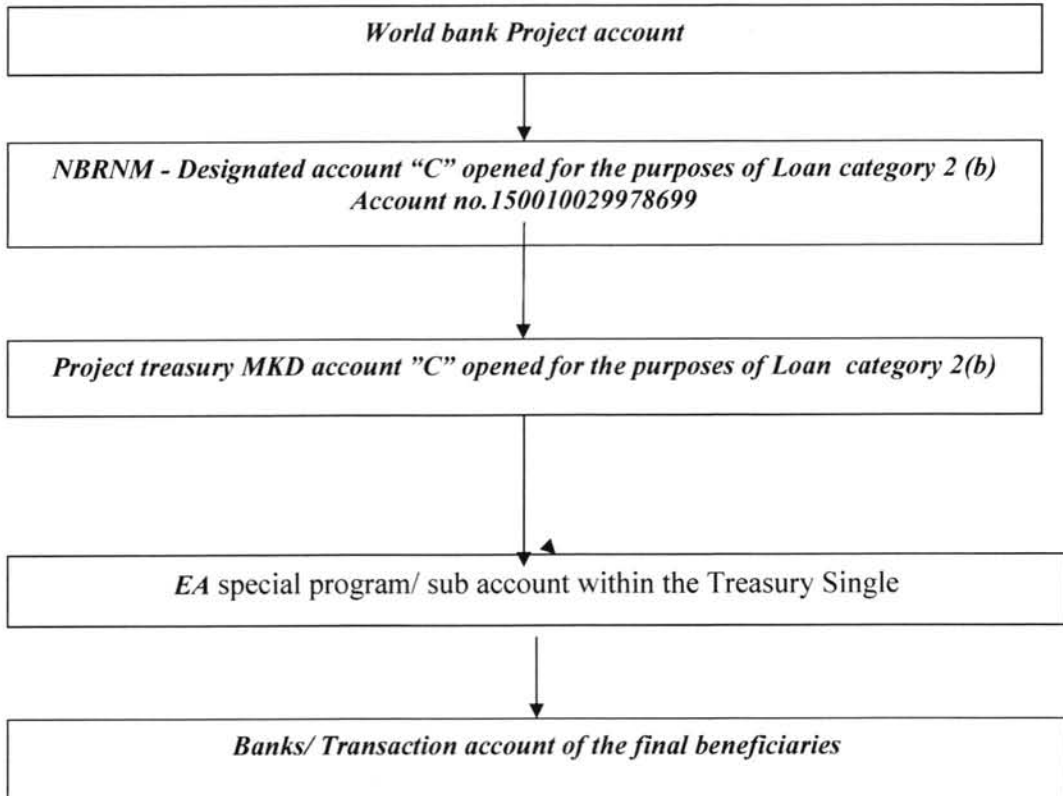 World bank Project account
NBRNM - Designated account “C” opened for the purposes of Loan category 2 (b)
Account no.150010029978699
Project treasury MKD account ”C” opened for the purposes of Loan category 2(b)
EA special program/ sub account within the Treasury Single
Banks/ Transaction account of the final beneficiaries